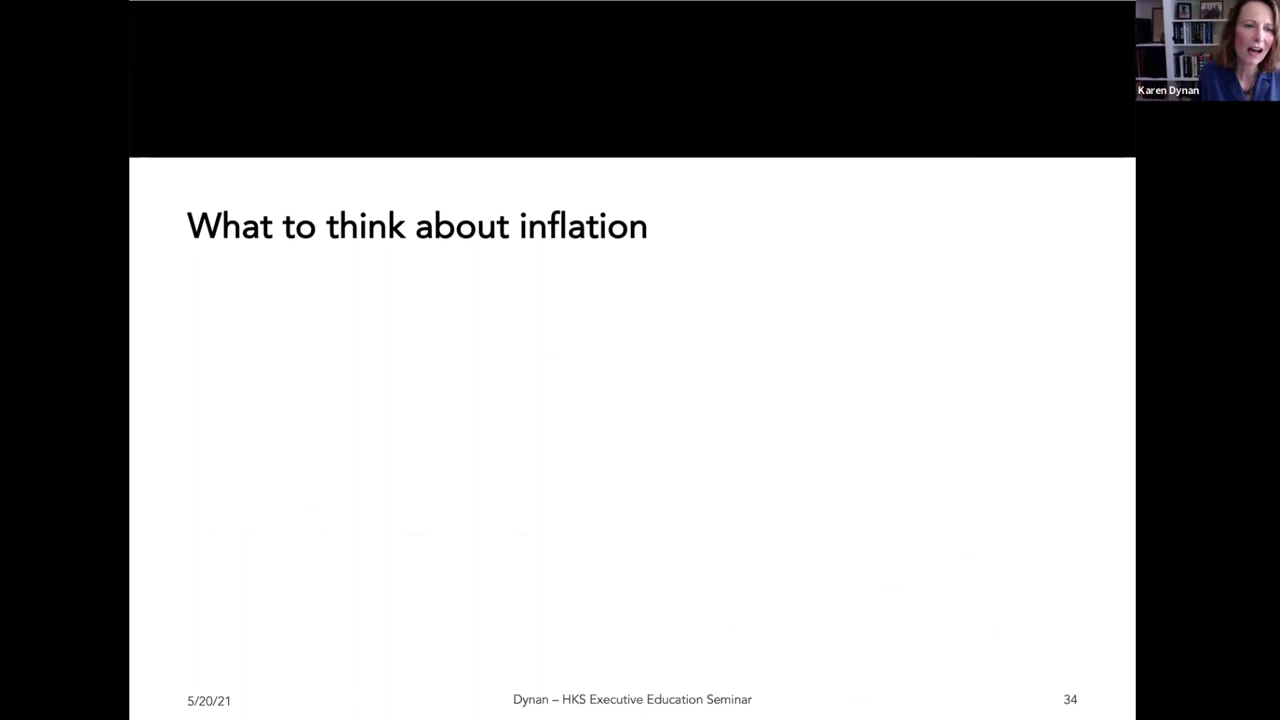 Karen Dynan
What to think about inflation
5/20/21
Dynan – HKS Executive Education Seminar
34